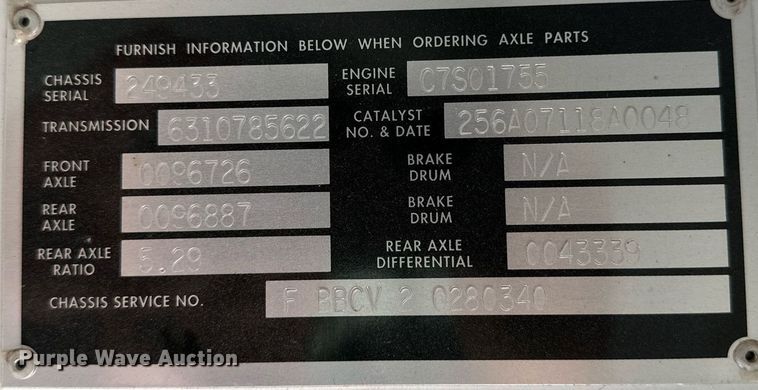 FURNISH INFORMATION BELOW WHEN ORDERING AXLE PARTS
CHASSIS SERIAL 249433
ENGINE SERIAL C7S01755
TRANSMISSION 6310785622
CATALYST NO. & DATE 256A07118A0048
FRONT AXLE 0096726
BRAKE DRUM N/A
REAR AXLE 0096887
BRAKE DRUM N/A
REAR AXLE RATIO 5.29
REAR AXLE DIFFERENTIAL 0043339
CHASSIS SERVICE NO. F BBCV 2 0280340
Purple Wave Auction